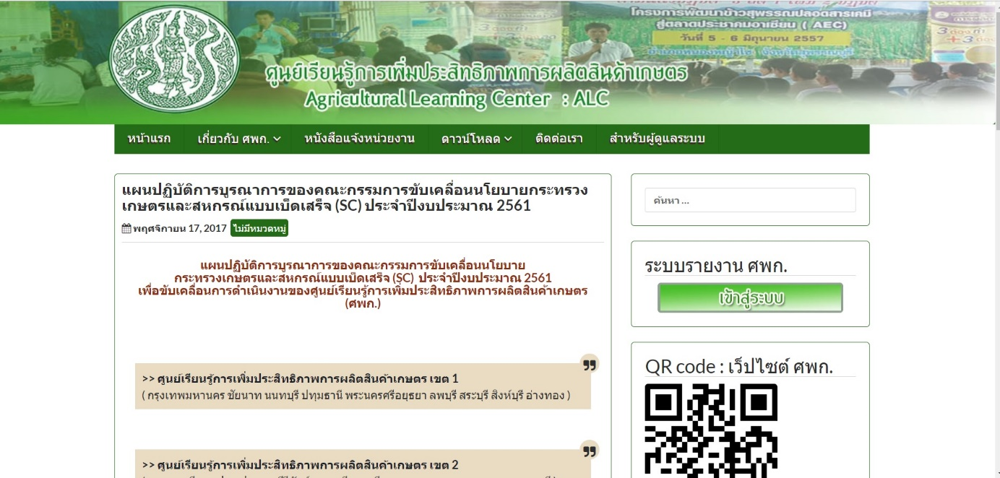 โครงการพัฒนาข้าวสุพรรณปลอดสารเคมี
สู่ตลาดประชาคมอาเซียน ( AEC)
วันที่ 5 - 6 มิถุนายน 2557
ศูนย์เรียนรู้การเพิ่มประสิทธิภาพการผลิตสินค้าเกษตร
Agricultural Learning Center : ALC
หน้าแรก เกี่ยวกับ ศพก. หนังสือแจ้งหน่วยงาน ดาวน์โหลด ติดต่อเรา สำหรับผู้ดูแลระบบ
แผนปฏิบัติการบูรณาการของคณะกรรมการขับเคลื่อนนโยบายกระทรวง
เกษตรและสหกรณ์แบบเบ็ดเสร็จ (SC) ประจำปีงบประมาณ 2561
พฤศจิกายน 17, 2017 ไม่มีหมวดหมู่
แผนปฏิบัติการบูรณาการของคณะกรรมการขับเคลื่อนนโยบาย
กระทรวงเกษตรและสหกรณ์แบบเบ็ดเสร็จ (SC) ประจำปีงบประมาณ 2561
เพื่อขับเคลื่อนการดำเนินงานของศูนย์เรียนรู้การเพิ่มประสิทธิภาพการผลิตสินค้าเกษตร
(ศพก.)
>> ศูนย์เรียนรู้การเพิ่มประสิทธิภาพการผลิตสินค้าเกษตร เขต 1
( กรุงเทพมหานคร ชัยนาท นนทบุรี ปทุมธานี พระนครศรีอยุธยา ลพบุรี สระบุรี สิงห์บุรี อ่างทอง )
>> ศูนย์เรียนรู้การเพิ่มประสิทธิภาพการผลิตสินค้าเกษตร เขต 2
ค้นหา ...
ระบบรายงาน ศพก.
เข้าสู่ระบบ
QR code : เว็ปไซต์ ศพก.